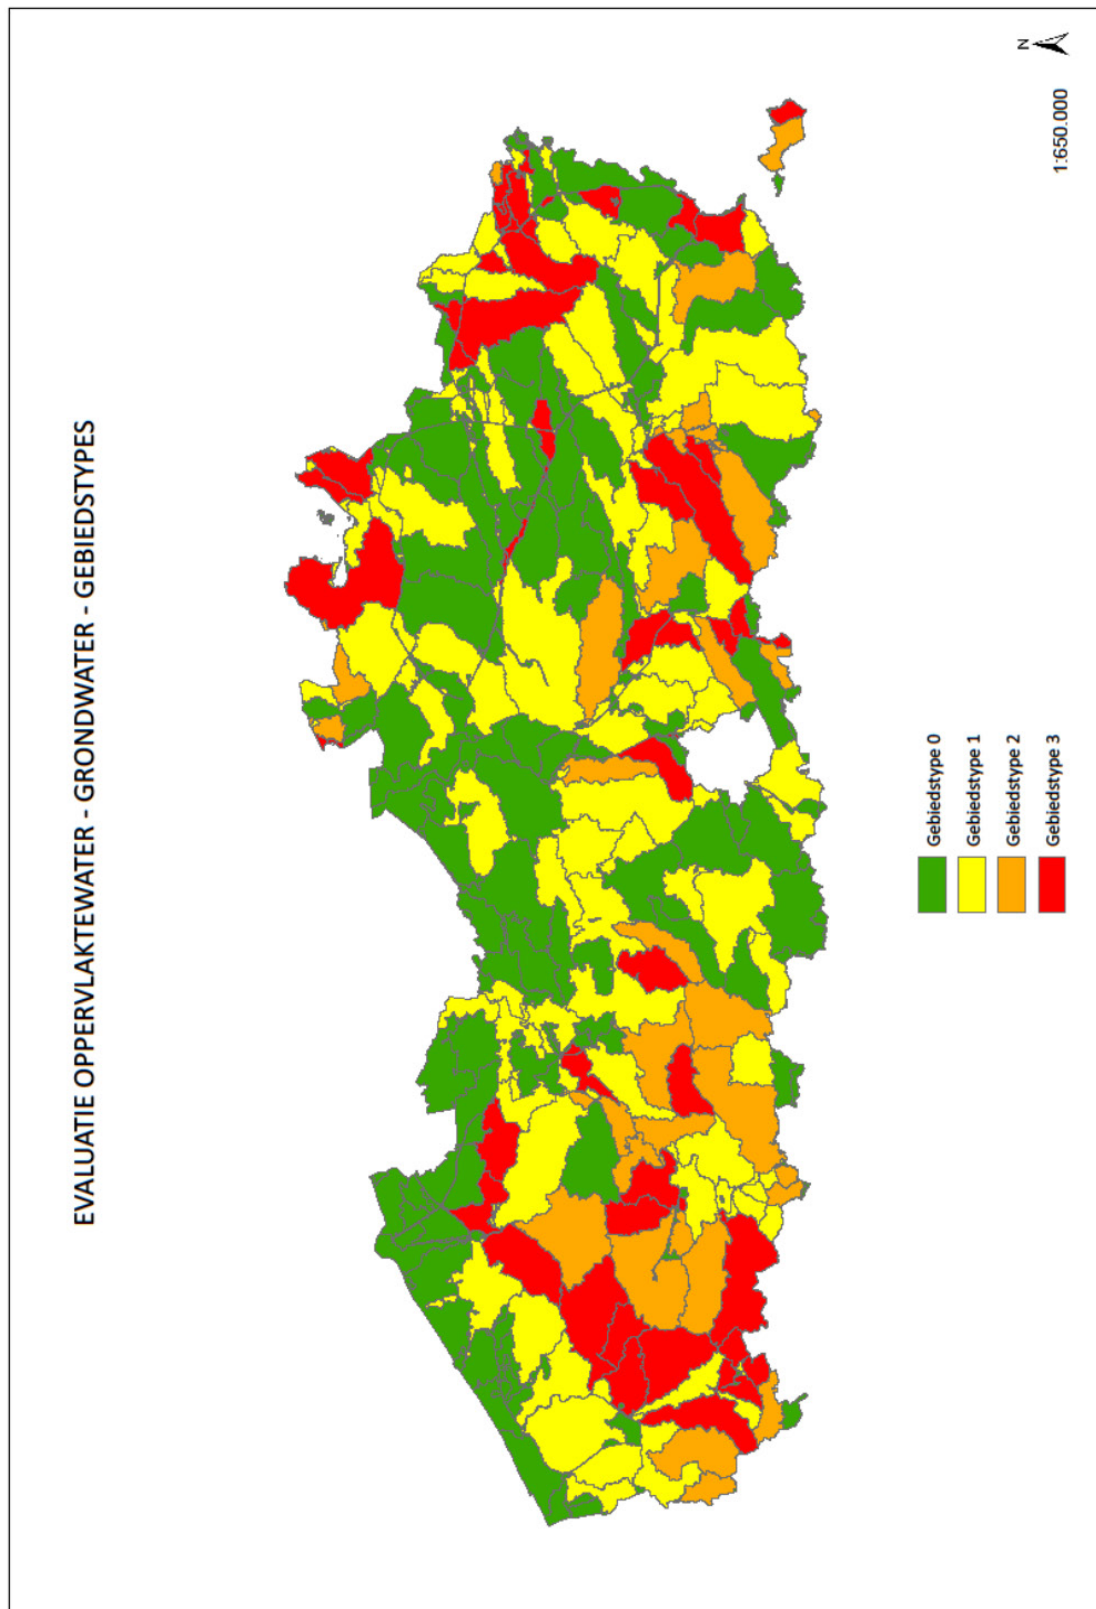 EVALUATIE OPPERVLAKTEWATER - GRONDWATER - GEBIEDSTYPES
N
1:650.000
Gebiedstype 0
Gebiedstype 1
Gebiedstype 2
Gebiedstype 3